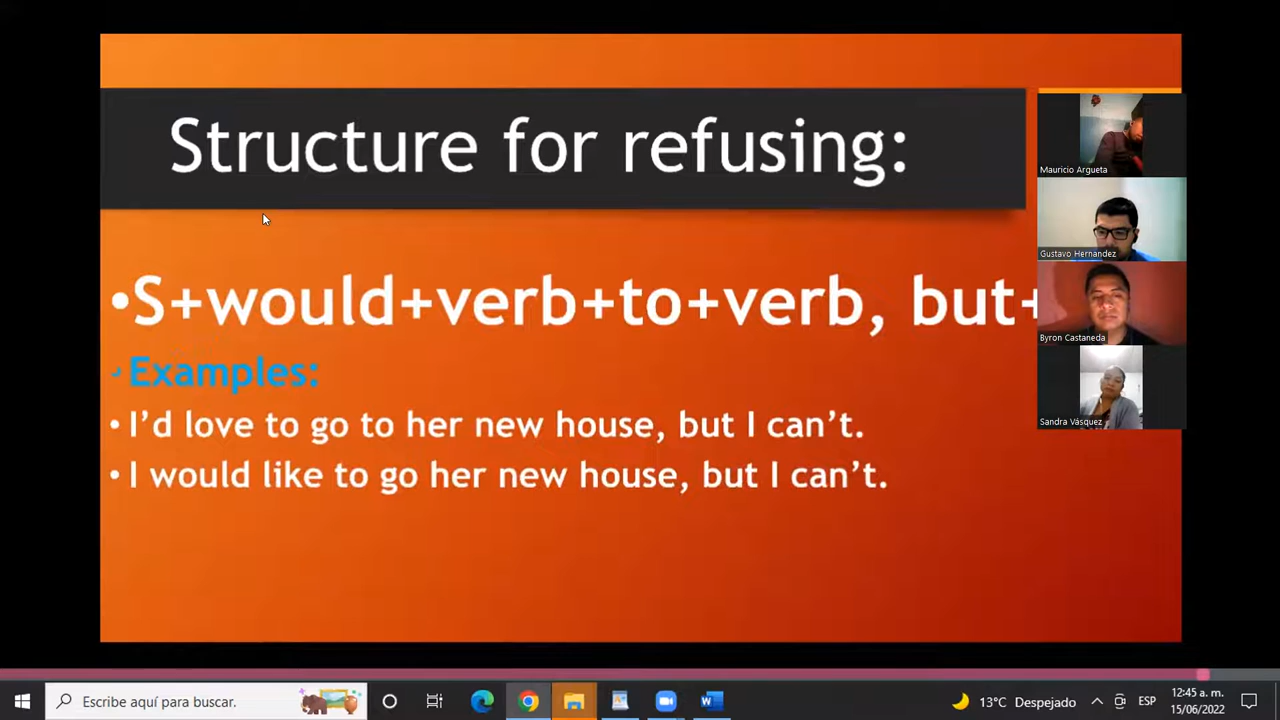 Structure for refusing:
•S+would+verb+to+verb, but+
Examples:
• I’d love to go to her new house, but I can’t.
• I would like to go her new house, but I can’t.
Mauricio Argueta
Gustavo Hernandez
Byron Castaneda
Sandra Vásquez
Escribe aquí para buscar.
13°C Despejado
ESP
12:45 a. m.
15/06/2022